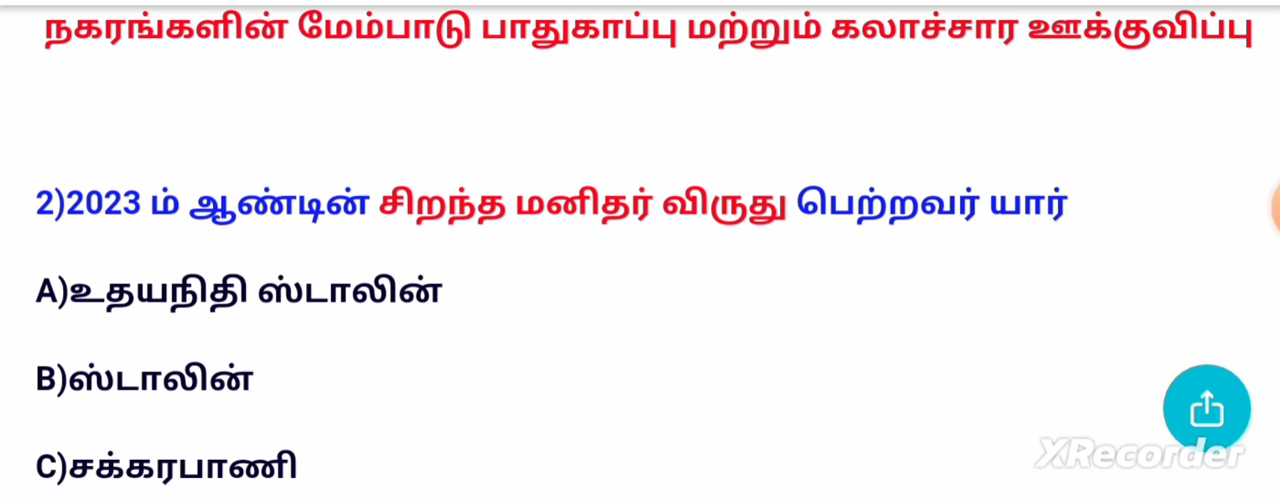 நகரங்களின் மேம்பாடு பாதுகாப்பு மற்றும் கலாச்சார ஊக்குவிப்பு
2)2023 ம் ஆண்டின் சிறந்த மனிதர் விருது பெற்றவர் யார்
A)உதயநிதி ஸ்டாலின்
B)ஸ்டாலின்
C)சக்கரபாணி
XRecorder